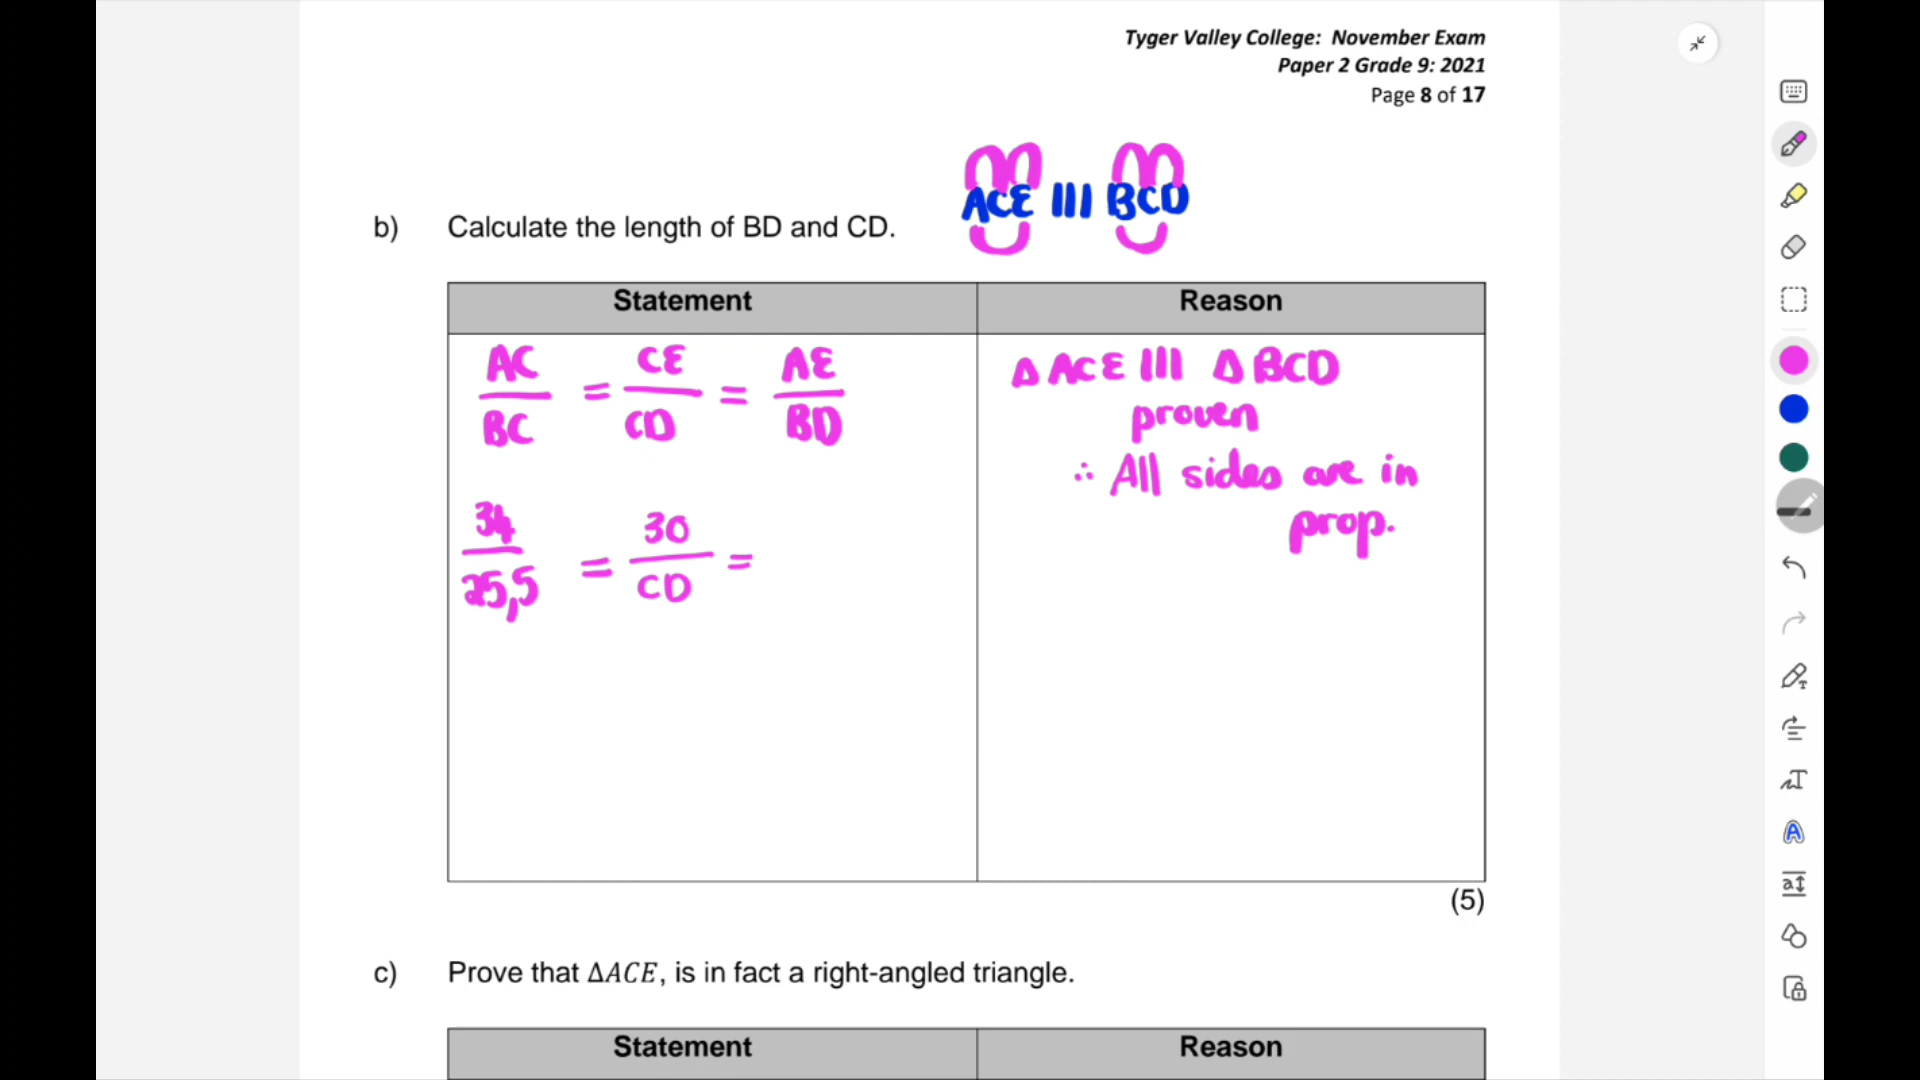 Tyger Valley College: November Exam
Paper 2 Grade 9: 2021
Page 8 of 17
ACE ||| BCD
b) Calculate the length of BD and CD.
Statement Reason
AC/BC = CE/CD = AE/BD
Δ ACE ||| Δ BCD
proven
∴ All sides are in
prop.
34/25,5 = 30/CD =
(5)
c) Prove that ΔACE, is in fact a right-angled triangle.
Statement Reason